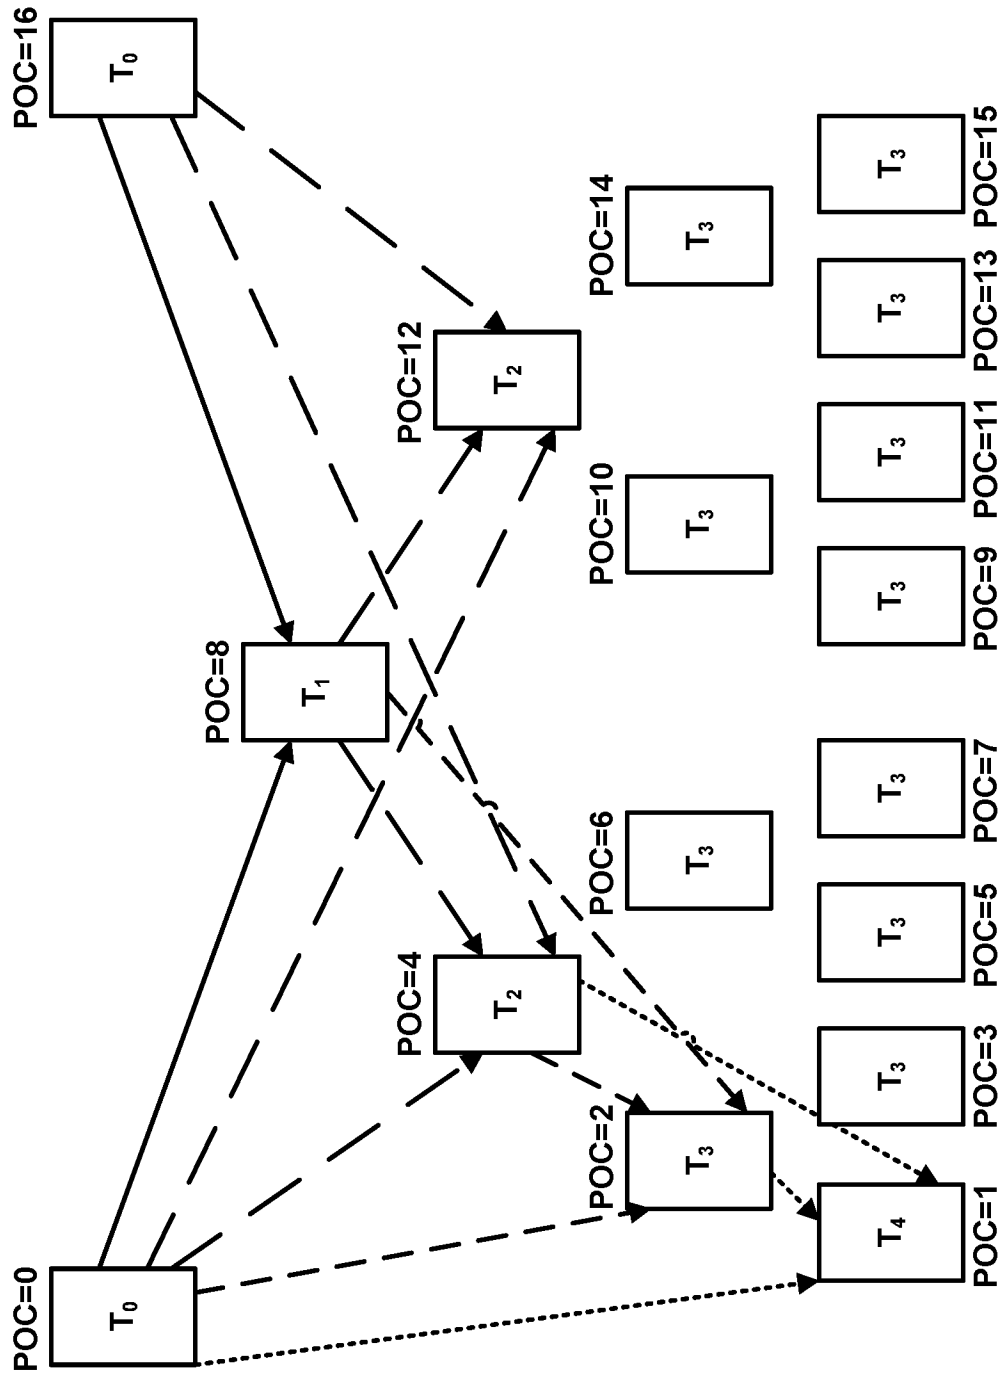 POC=0
T0
POC=16
T0
POC=8
T1
POC=4
T2
POC=12
T2
POC=2
T3
POC=6
T3
POC=10
T3
POC=14
T3
T4
POC=1
T3
POC=3
T3
POC=5
T3
POC=7
T3
POC=9
T3
POC=11
T3
POC=13
T3
POC=15